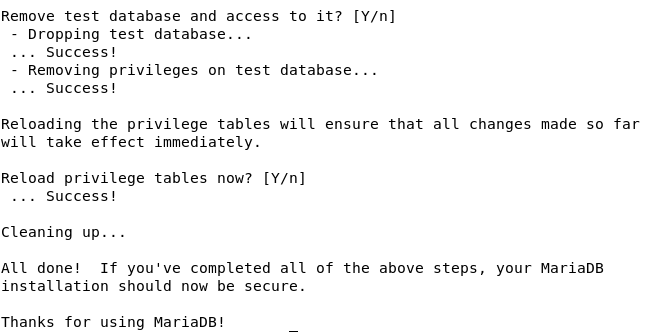 Remove test database and access to it? [Y/n]
 - Dropping test database...
 ... Success!
 - Removing privileges on test database...
 ... Success!

Reloading the privilege tables will ensure that all changes made so far
will take effect immediately.

Reload privilege tables now? [Y/n]
 ... Success!

Cleaning up...

All done!  If you've completed all of the above steps, your MariaDB
installation should now be secure.

Thanks for using MariaDB!